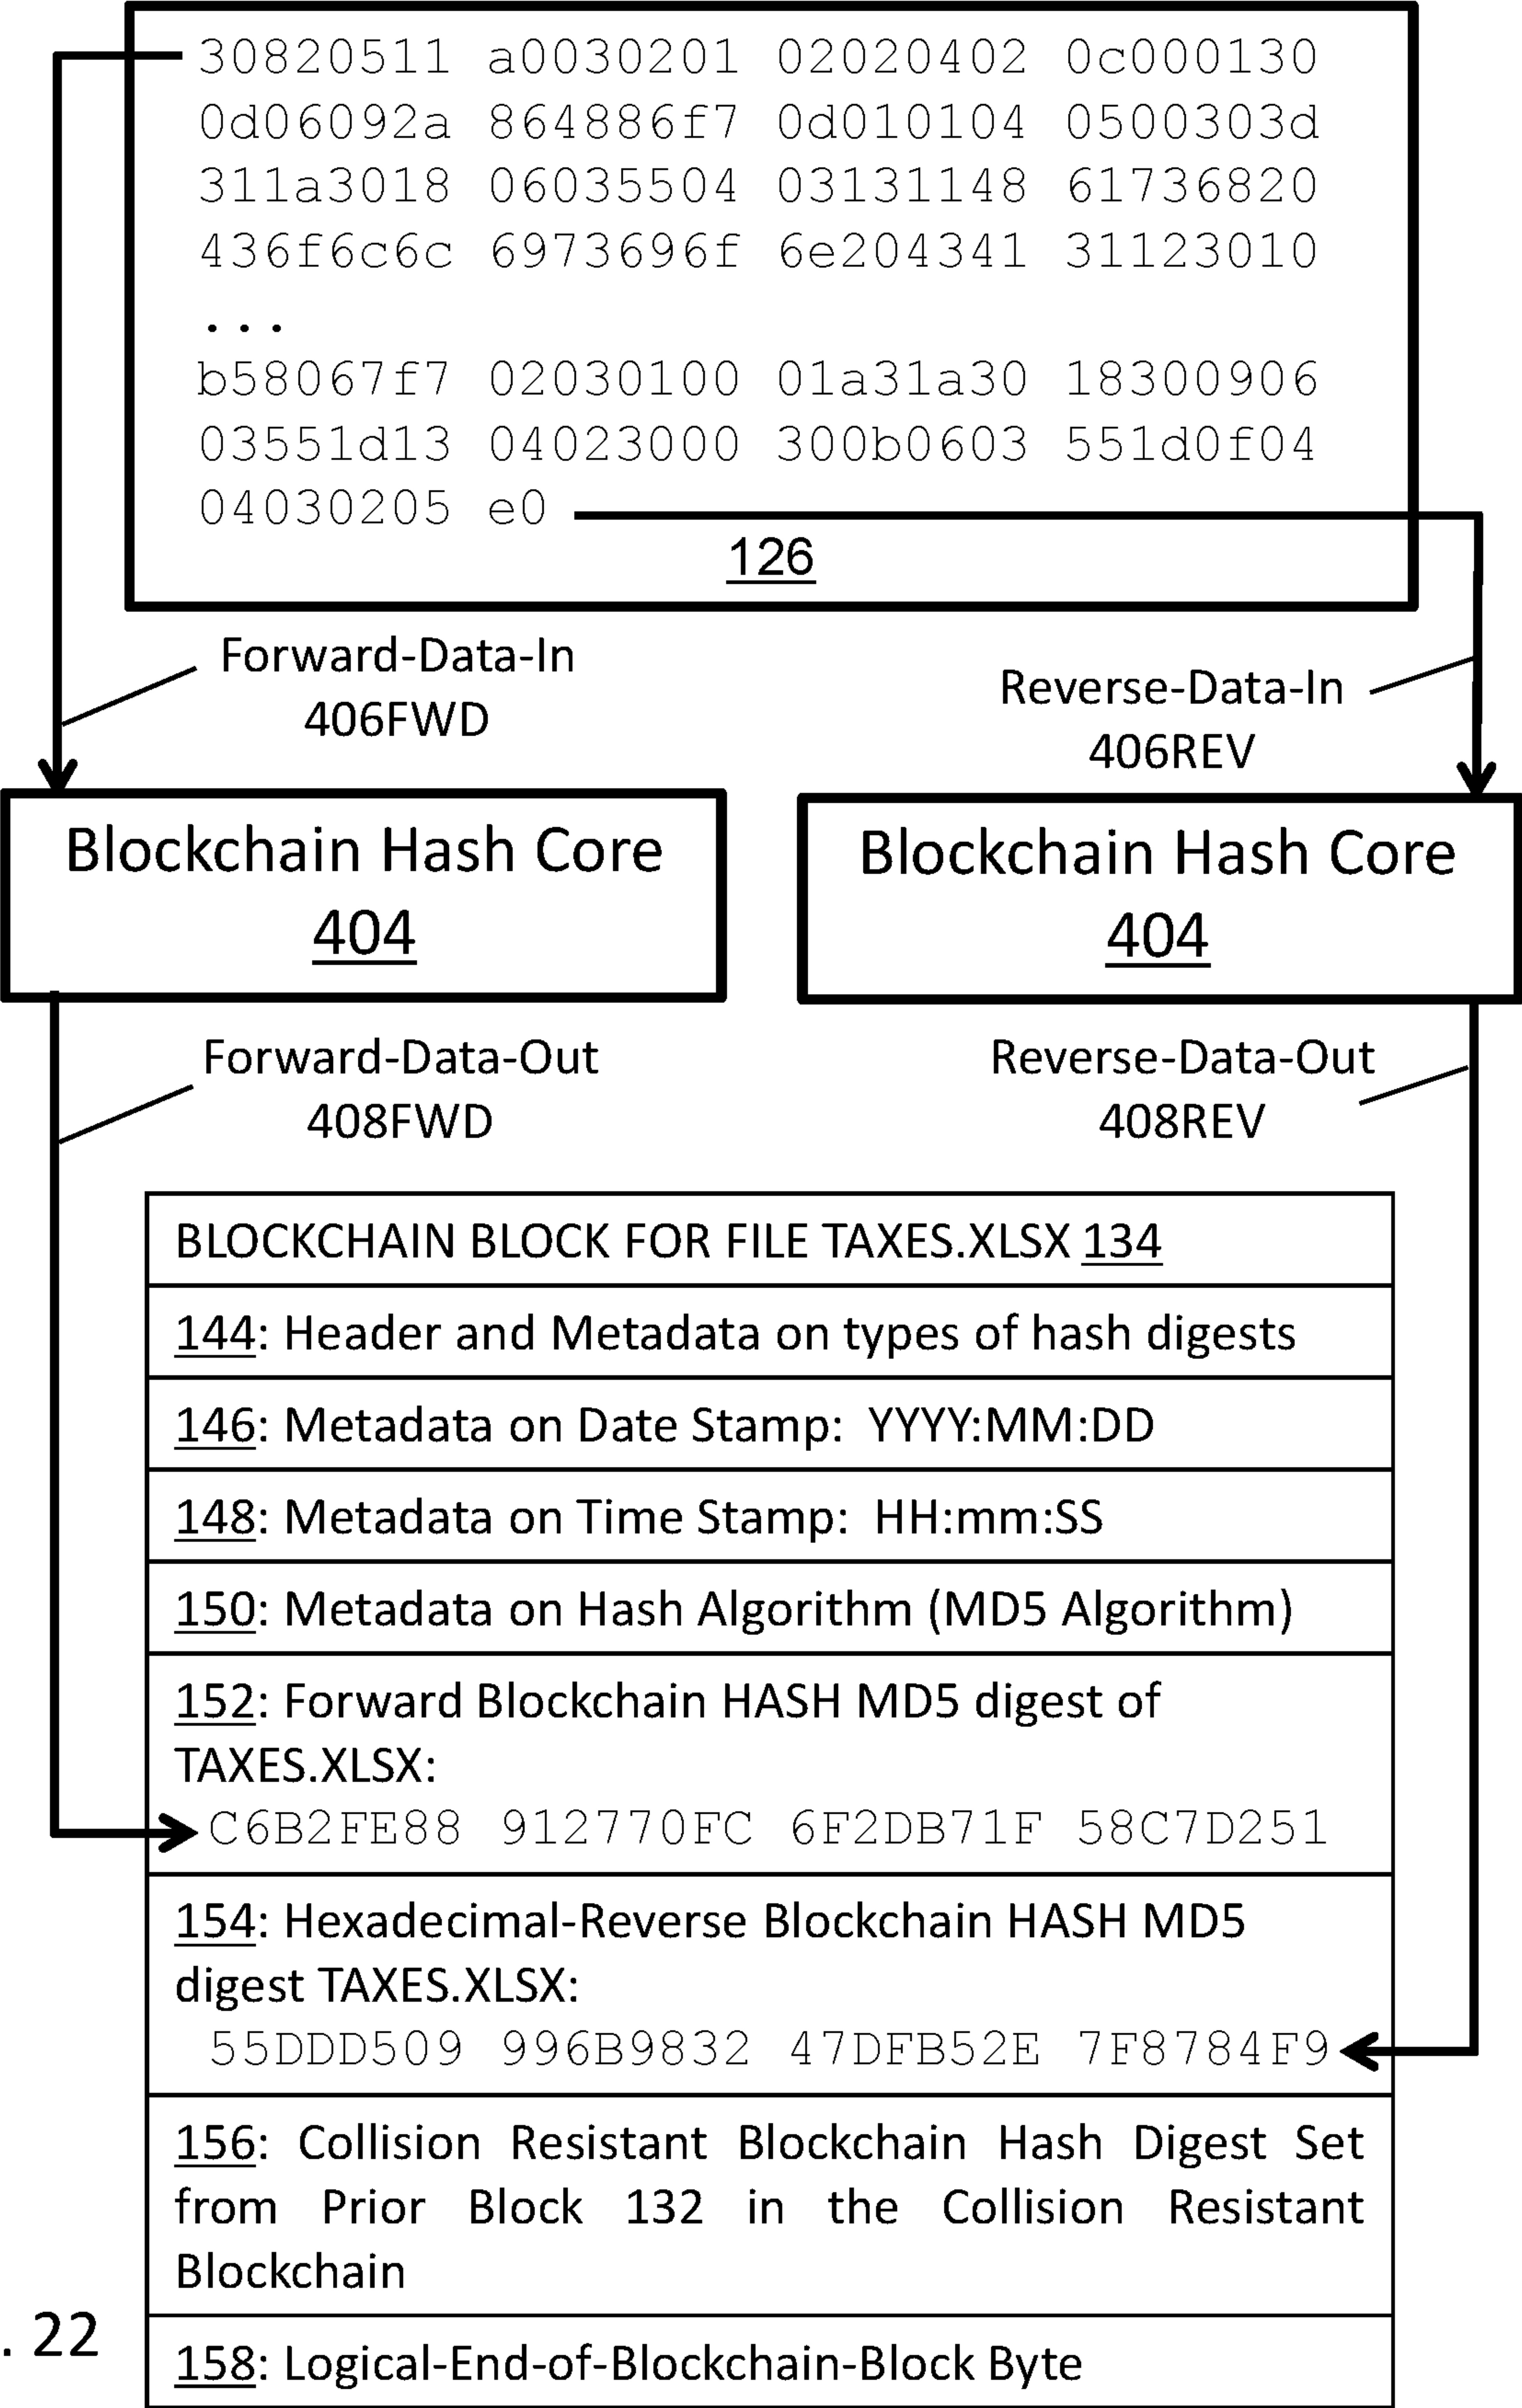 30820511 a0030201 02020402 0c000130
0d06092a 864886f7 0d010104 0500303d
311a3018 06035504 03131148 61736820
436f6c6c 6973696f 6e204341 31123010
...
b58067f7 02030100 01a31a30 18300906
03551d13 04023000 300b0603 551d0f04
04030205 e0
126
Forward-Data-In
406FWD
Reverse-Data-In
406REV
Blockchain Hash Core
404
Blockchain Hash Core
404
Forward-Data-Out
408FWD
Reverse-Data-Out
408REV
BLOCKCHAIN BLOCK FOR FILE TAXES.XLSX 134
144: Header and Metadata on types of hash digests
146: Metadata on Date Stamp: YYYY:MM:DD
148: Metadata on Time Stamp: HH:mm:SS
150: Metadata on Hash Algorithm (MD5 Algorithm)
152: Forward Blockchain HASH MD5 digest of
TAXES.XLSX:
C6B2FE88 912770FC 6F2DB71F 58C7D251
154: Hexadecimal-Reverse Blockchain HASH MD5
digest TAXES.XLSX:
55DDD509 996B9832 47DFB52E 7F8784F9
156: Collision Resistant Blockchain Hash Digest Set
from Prior Block 132 in the Collision Resistant
Blockchain
158: Logical-End-of-Blockchain-Block Byte
. 22